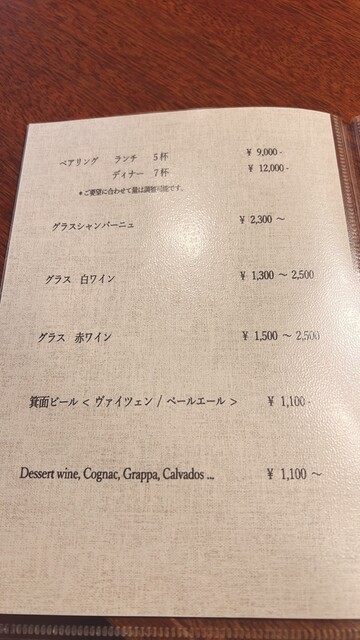 ペアリング ランチ 5杯 ¥ 9,000-
ディナー 7杯 ¥ 12,000-
*ご要望に合わせて量は調節可能です。
グラスシャンパーニュ ¥ 2,300 ~
グラス 白ワイン ¥ 1,300 ~ 2,500
グラス 赤ワイン ¥ 1,500 ~ 2,500
箕面ビール < ヴァイツェン / ペールエール > ¥ 1,100-
Dessert wine, Cognac, Grappa, Calvados ... ¥ 1,100 ~